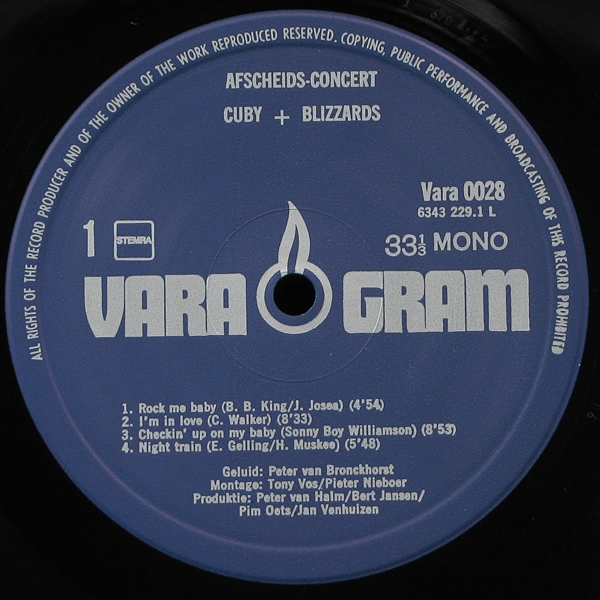 ALL RIGHTS OF THE RECORD PRODUCER AND OF THE OWNER OF THE WORK REPRODUCED RESERVED. COPYING, PUBLIC PERFORMANCE AND BROADCASTING OF THIS RECORD PROHIBITED
AFSCHEIDS-CONCERT
CUBY + BLIZZARDS
Vara 0028
6343 229.1 L
1 STEMRA
33⅓ MONO
VARA GRAM
1. Rock me baby (B. B. King/J. Josea) (4'54)
2. I'm in love (C. Walker) (8'33)
3. Checkin' up on my baby (Sonny Boy Williamson) (8'53)
4. Night train (E. Gelling/H. Muskee) (5'48)
Geluid: Peter van Bronckhorst
Montage: Tony Vos/Pieter Nieboer
Produktie: Peter van Halm/Bert Jansen/
Pim Oets/Jan Venhuizen